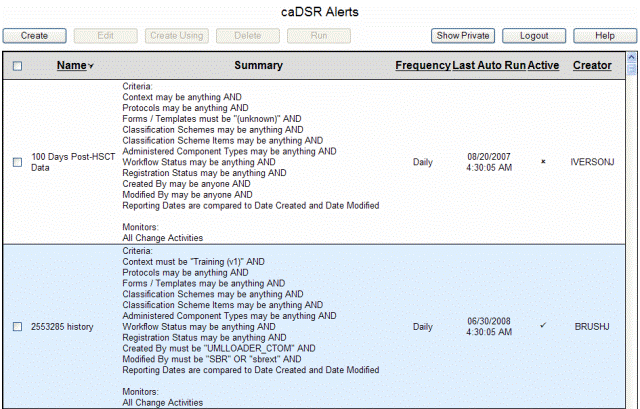 caDSR Alerts
Create Edit Create Using Delete Run Show Private Logout Help
Name Summary Frequency Last Auto Run Active Creator
Criteria:
Context may be anything AND
Protocols may be anything AND
Forms / Templates must be "(unknown)" AND
Classification Schemes may be anything AND
Classification Scheme Items may be anything AND
Administered Component Types may be anything AND
Workflow Status may be anything AND
Registration Status may be anything AND
Created By may be anyone AND
Modified By may be anyone AND
Reporting Dates are compared to Date Created and Date Modified
Monitors:
All Change Activities
100 Days Post-HSCT
Data
Daily
08/20/2007
4:30:05 AM
IVERSONJ
Criteria:
Context must be "Training (v1)" AND
Protocols may be anything AND
Forms / Templates may be anything AND
Classification Schemes may be anything AND
Classification Scheme Items may be anything AND
Administered Component Types may be anything AND
Workflow Status may be anything AND
Registration Status may be anything AND
Created By must be "UMLLOADER_CTOM" AND
Modified By must be "SBR" OR "sbrext" AND
Reporting Dates are compared to Date Created and Date Modified
Monitors:
All Change Activities
2553285 history
Daily
06/30/2008
4:30:05 AM
BRUSHJ